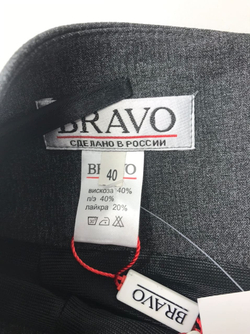 BRAVO
СДЕЛАНО В РОССИИ
40
вискоза 40%
п/э 40%
лайкра 20%
BRAVO